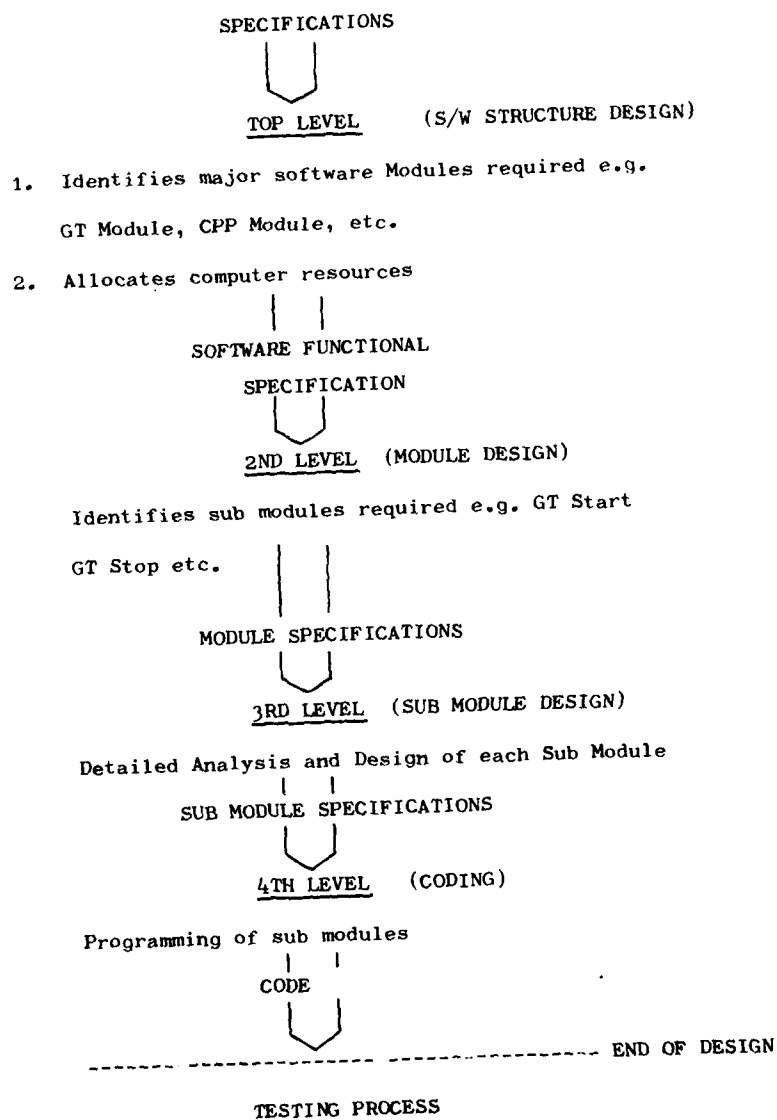 SPECIFICATIONS
TOP LEVEL (S/W STRUCTURE DESIGN)
1. Identifies major software Modules required e.g.
GT Module, CPP Module, etc.
2. Allocates computer resources
SOFTWARE FUNCTIONAL
SPECIFICATION
2ND LEVEL (MODULE DESIGN)
Identifies sub modules required e.g. GT Start
GT Stop etc.
MODULE SPECIFICATIONS
3RD LEVEL (SUB MODULE DESIGN)
Detailed Analysis and Design of each Sub Module
SUB MODULE SPECIFICATIONS
4TH LEVEL (CODING)
Programming of sub modules
CODE
END OF DESIGN
TESTING PROCESS